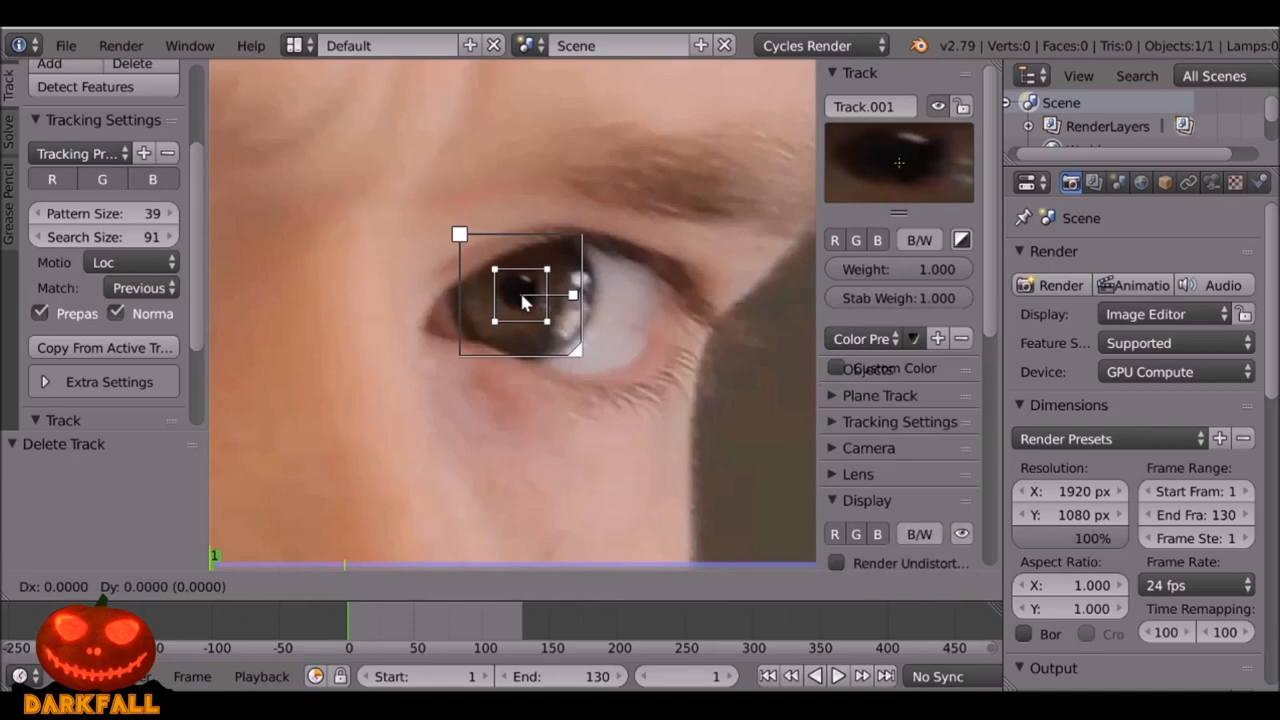 File Render Window Help Default Scene Cycles Render v2.79 | Verts:0 | Faces:0 | Tris:0 | Objects:1/1 | Lamps:0
Track
Solve
Grease Pencil
Add Delete
Detect Features
Tracking Settings
Tracking Pr...
R G B
Pattern Size: 39
Search Size: 91
Motio Loc
Match: Previous
Prepas Norma
Copy From Active Tr...
Extra Settings
Track
Delete Track
1
Dx: 0.0000 Dy: 0.0000 (0.0000)
Track
Track.001
R G B B/W
Weight: 1.000
Stab Weigh: 1.000
Color Pre
Objects
Custom Color
Plane Track
Tracking Settings
Camera
Lens
Display
R G B B/W
Render Undistort...
View Search All Scenes
Scene
RenderLayers
Scene
Render
Render Animatio Audio
Display: Image Editor
Feature S... Supported
Device: GPU Compute
Dimensions
Render Presets
Resolution: Frame Range:
X: 1920 px Start Fram: 1
Y: 1080 px End Fra: 130
100% Frame Ste: 1
Aspect Ratio: Frame Rate:
X: 1.000 24 fps
Y: 1.000 Time Remapping:
Bor Cro 100 100
Output
-250 -100 -50 0 50 100 150 200 250 300 350 400 450
Frame Playback Start: 1 End: 130 1 No Sync
DARKFALL